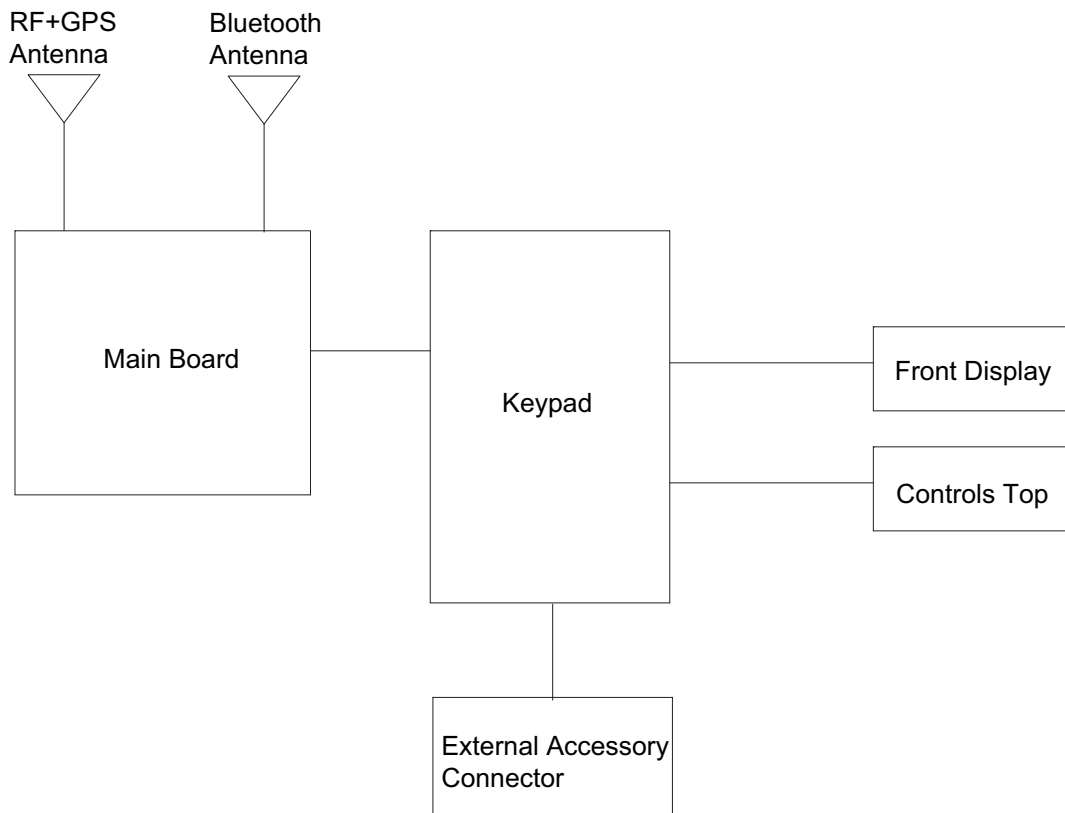 RF+GPS
Antenna
Bluetooth
Antenna
Main Board
Keypad
Front Display
Controls Top
External Accessory
Connector